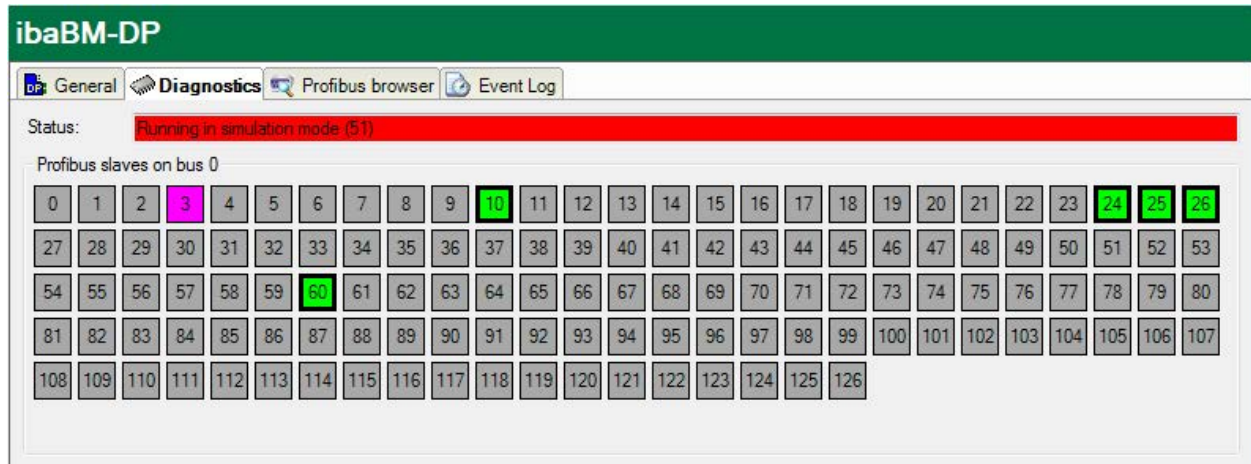 ibaBM-DP
General Diagnostics Profibus browser Event Log
Status: Running in simulation mode (51)
Profibus slaves on bus 0
0 1 2 3 4 5 6 7 8 9 10 11 12 13 14 15 16 17 18 19 20 21 22 23 24 25 26
27 28 29 30 31 32 33 34 35 36 37 38 39 40 41 42 43 44 45 46 47 48 49 50 51 52 53
54 55 56 57 58 59 60 61 62 63 64 65 66 67 68 69 70 71 72 73 74 75 76 77 78 79 80
81 82 83 84 85 86 87 88 89 90 91 92 93 94 95 96 97 98 99 100 101 102 103 104 105 106 107
108 109 110 111 112 113 114 115 116 117 118 119 120 121 122 123 124 125 126